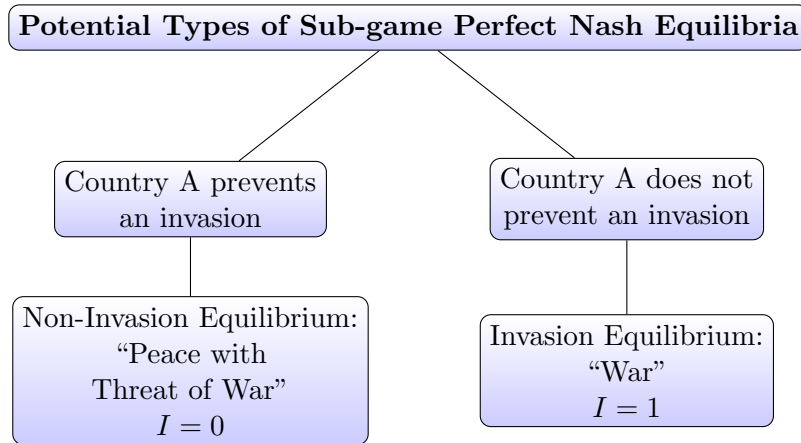 Potential Types of Sub-game Perfect Nash Equilibria
Country A prevents
an invasion
Country A does not
prevent an invasion
Non-Invasion Equilibrium:
“Peace with
Threat of War”
I = 0
Invasion Equilibrium:
“War”
I = 1